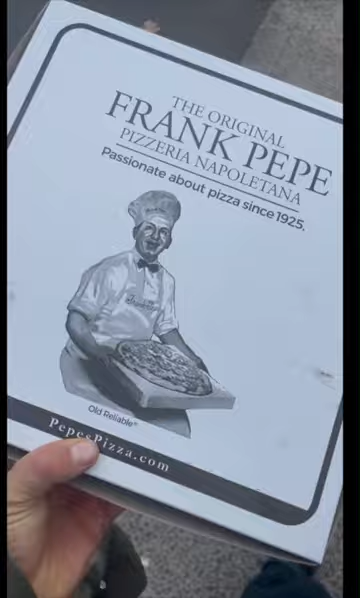 THE ORIGINAL
FRANK PEPE
PIZZERIA NAPOLETANA
Passionate about pizza since 1925.
Old Reliable®
PepesPizza.com